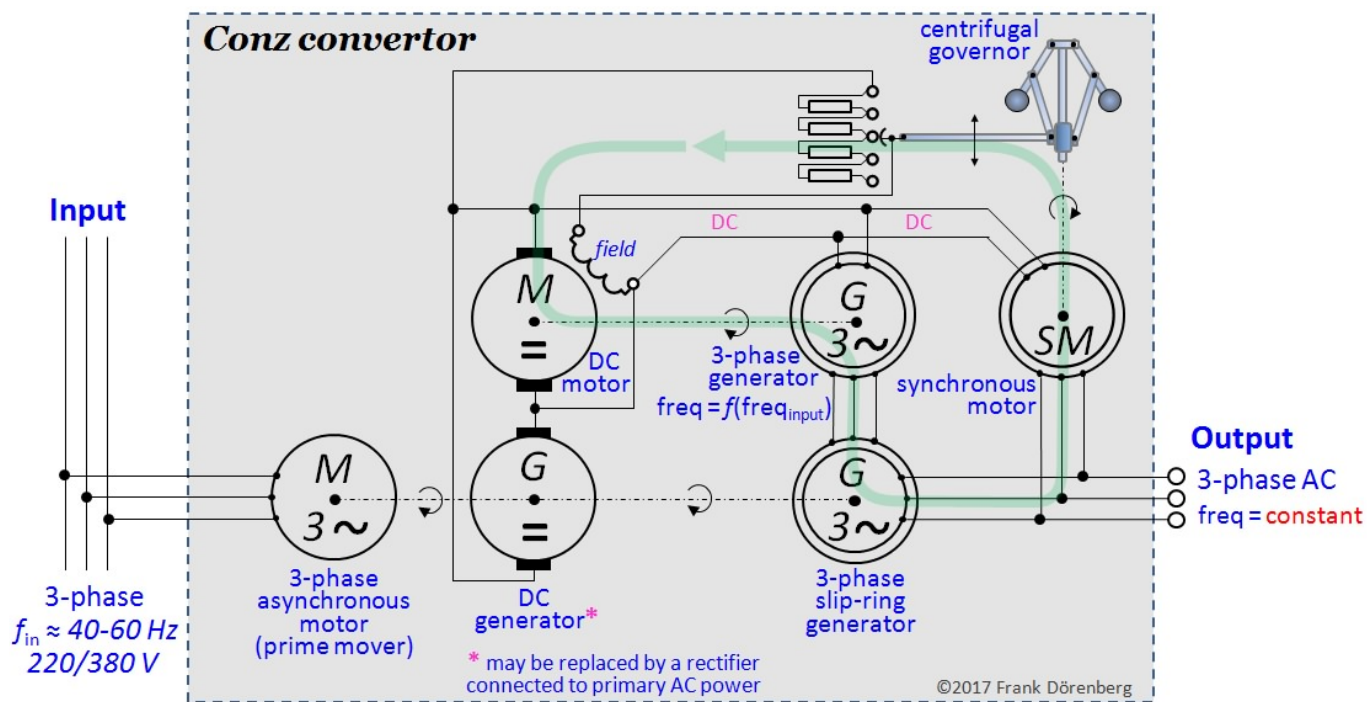 Conz convertor
centrifugal
governor
Input
DC
DC
field
M
=
DC
motor
G
3~
3-phase
generator
freq = f(freqinput)
SM
synchronous
motor
M
3~
G
=
G
3~
Output
3-phase AC
freq = constant
3-phase
fin ≈ 40-60 Hz
220/380 V
3-phase
asynchronous
motor
(prime mover)
DC
generator*
3-phase
slip-ring
generator
* may be replaced by a rectifier
connected to primary AC power
©2017 Frank Dörenberg